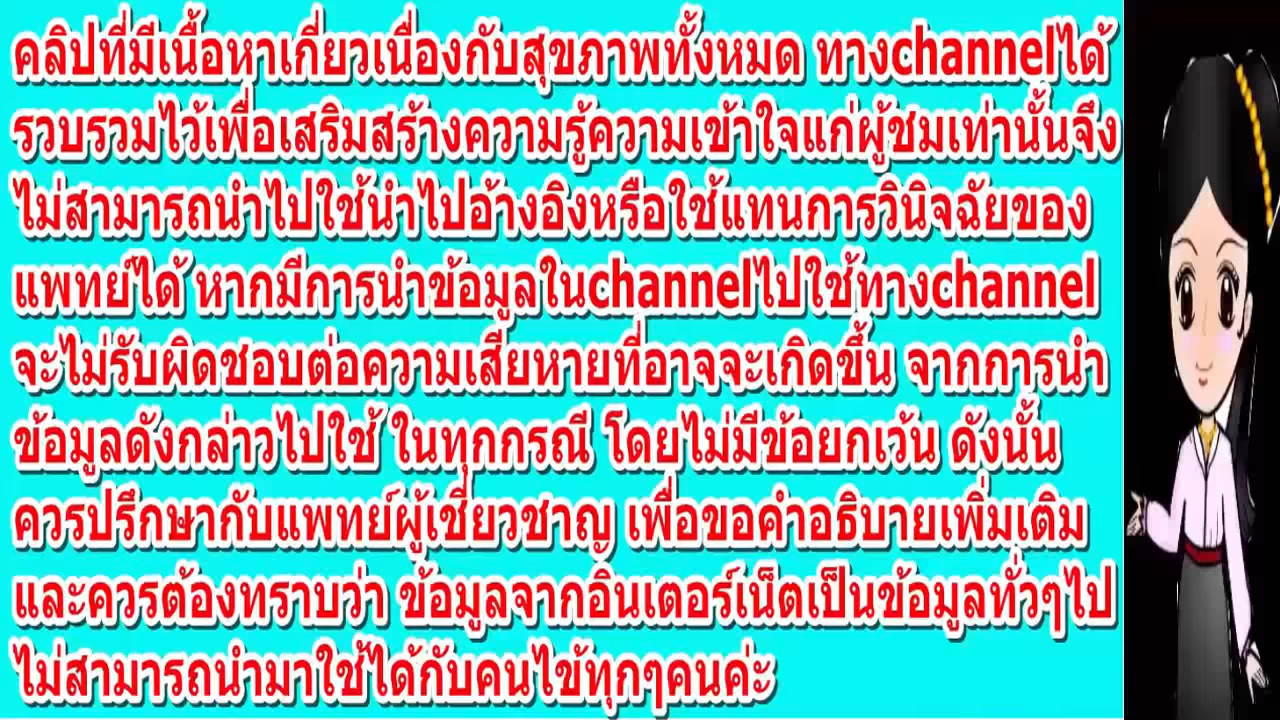 คลิปที่มีเนื้อหาเกี่ยวเนื่องกับสุขภาพทั้งหมด ทางchannelได้
รวบรวมไว้เพื่อเสริมสร้างความรู้ความเข้าใจแก่ผู้ชมเท่านั้นจึง
ไม่สามารถนำไปใช้นำไปอ้างอิงหรือใช้แทนการวินิจฉัยของ
แพทย์ได้ หากมีการนำข้อมูลในchannelไปใช้ทางchannel
จะไม่รับผิดชอบต่อความเสียหายที่อาจจะเกิดขึ้น จากการนำ
ข้อมูลดังกล่าวไปใช้ ในทุกกรณี โดยไม่มีข้อยกเว้น ดังนั้น
ควรปรึกษากับแพทย์ผู้เชี่ยวชาญ เพื่อขอคำอธิบายเพิ่มเติม
และควรต้องทราบว่า ข้อมูลจากอินเตอร์เน็ตเป็นข้อมูลทั่วๆไป
ไม่สามารถนำมาใช้ได้กับคนไข้ทุกๆคนค่ะ